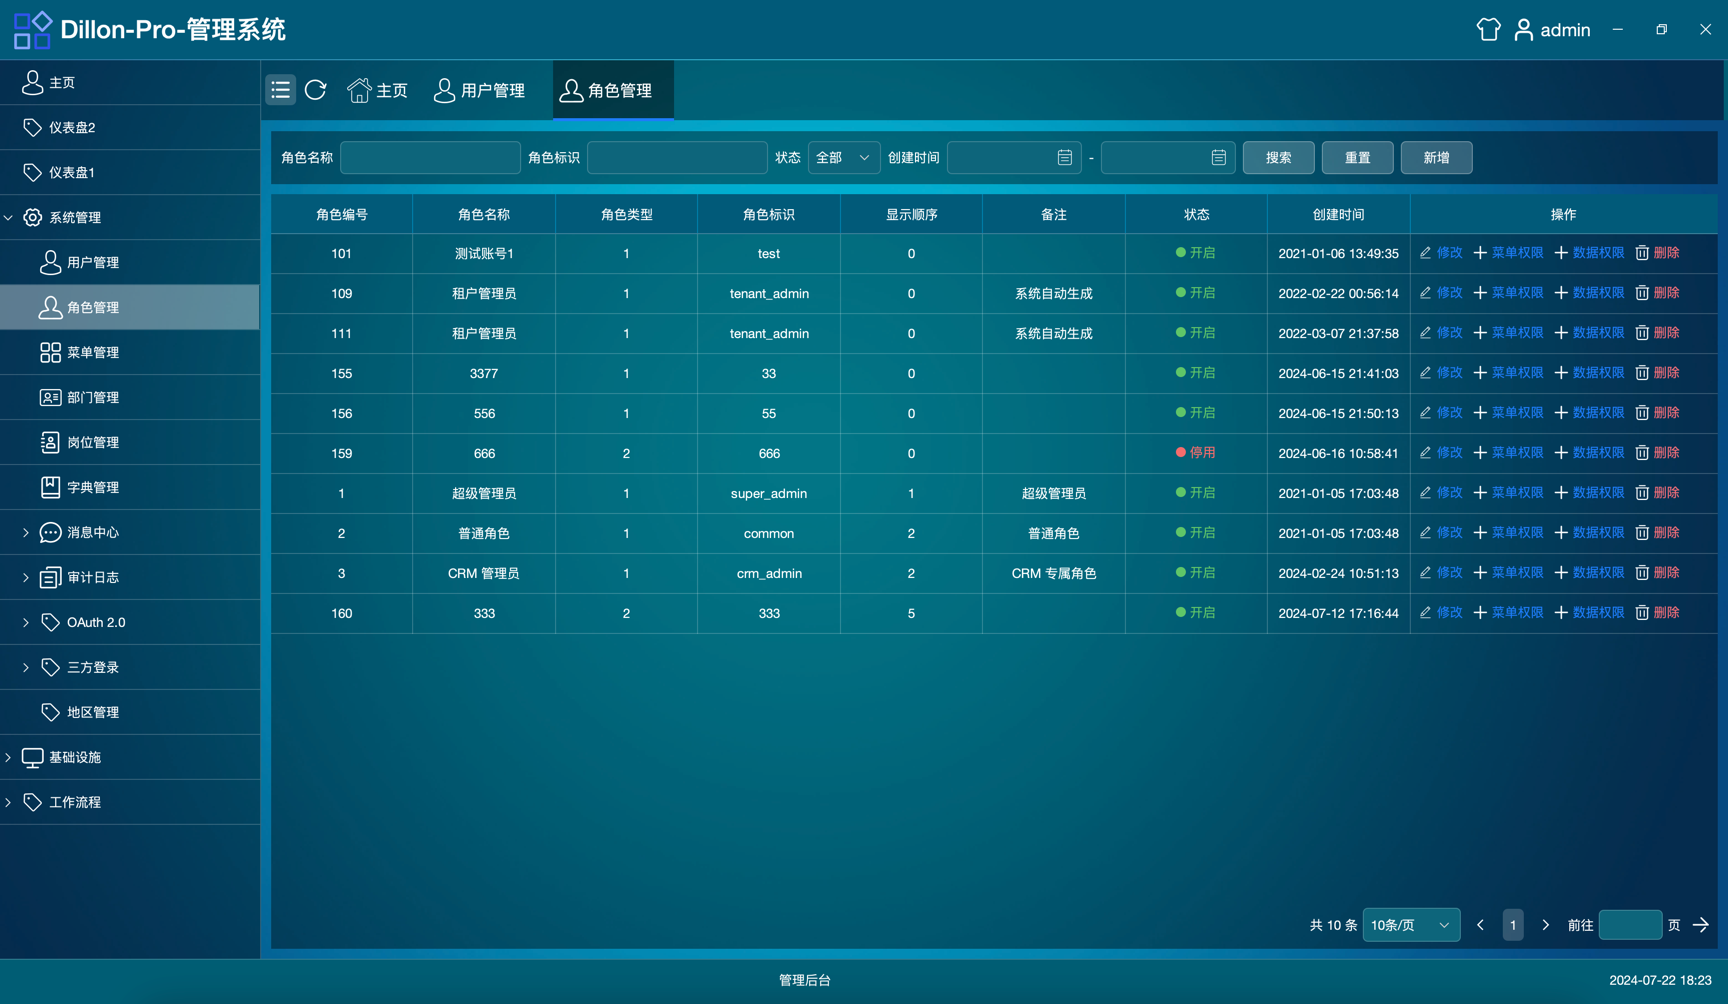 Dillon-Pro-管理系统
admin
主页
仪表盘2
仪表盘1
系统管理
用户管理
角色管理
菜单管理
部门管理
岗位管理
字典管理
消息中心
审计日志
OAuth 2.0
三方登录
地区管理
基础设施
工作流程
主页 用户管理 角色管理
角色名称 角色标识 状态 全部 创建时间 - 搜索 重置 新增
角色编号 角色名称 角色类型 角色标识 显示顺序 备注 状态 创建时间 操作
101 测试账号1 1 test 0 开启 2021-01-06 13:49:35 修改 菜单权限 数据权限 删除
109 租户管理员 1 tenant_admin 0 系统自动生成 开启 2022-02-22 00:56:14 修改 菜单权限 数据权限 删除
111 租户管理员 1 tenant_admin 0 系统自动生成 开启 2022-03-07 21:37:58 修改 菜单权限 数据权限 删除
155 3377 1 33 0 开启 2024-06-15 21:41:03 修改 菜单权限 数据权限 删除
156 556 1 55 0 开启 2024-06-15 21:50:13 修改 菜单权限 数据权限 删除
159 666 2 666 0 停用 2024-06-16 10:58:41 修改 菜单权限 数据权限 删除
1 超级管理员 1 super_admin 1 超级管理员 开启 2021-01-05 17:03:48 修改 菜单权限 数据权限 删除
2 普通角色 1 common 2 普通角色 开启 2021-01-05 17:03:48 修改 菜单权限 数据权限 删除
3 CRM 管理员 1 crm_admin 2 CRM 专属角色 开启 2024-02-24 10:51:13 修改 菜单权限 数据权限 删除
160 333 2 333 5 开启 2024-07-12 17:16:44 修改 菜单权限 数据权限 删除
共 10 条 10条/页 1 前往 页
管理后台
2024-07-22 18:23